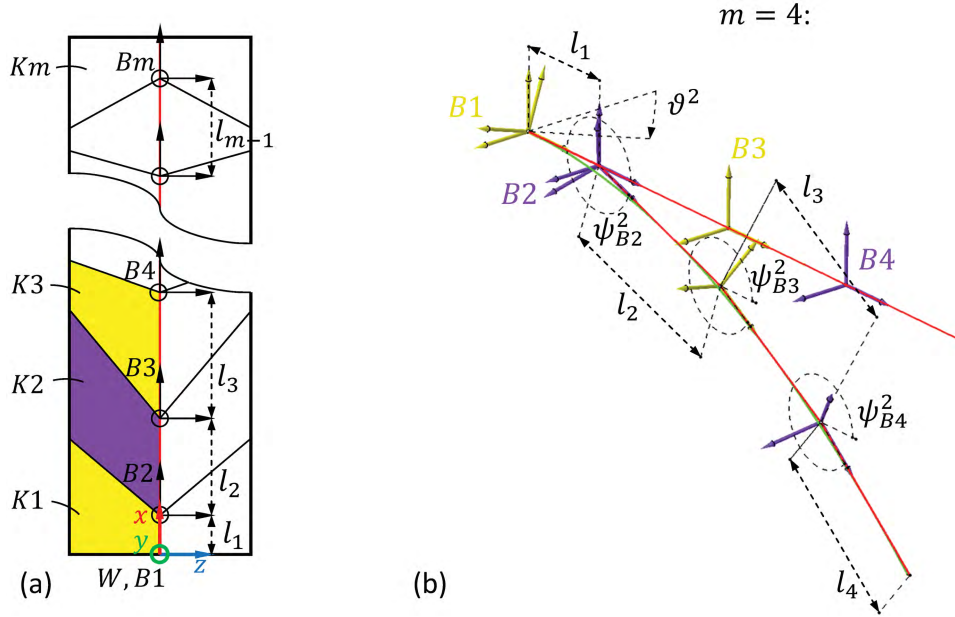 Km
Bm
l_{m-1}
K3
B4
K2
B3
l_3
B2
K1
l_2
x
l_1
y
z
(a)
W, B1
m = 4:
l_1
B1
ϑ^2
B3
l_3
B2
ψ^2_{B2}
ψ^2_{B3}
B4
l_2
ψ^2_{B4}
(b)
l_4